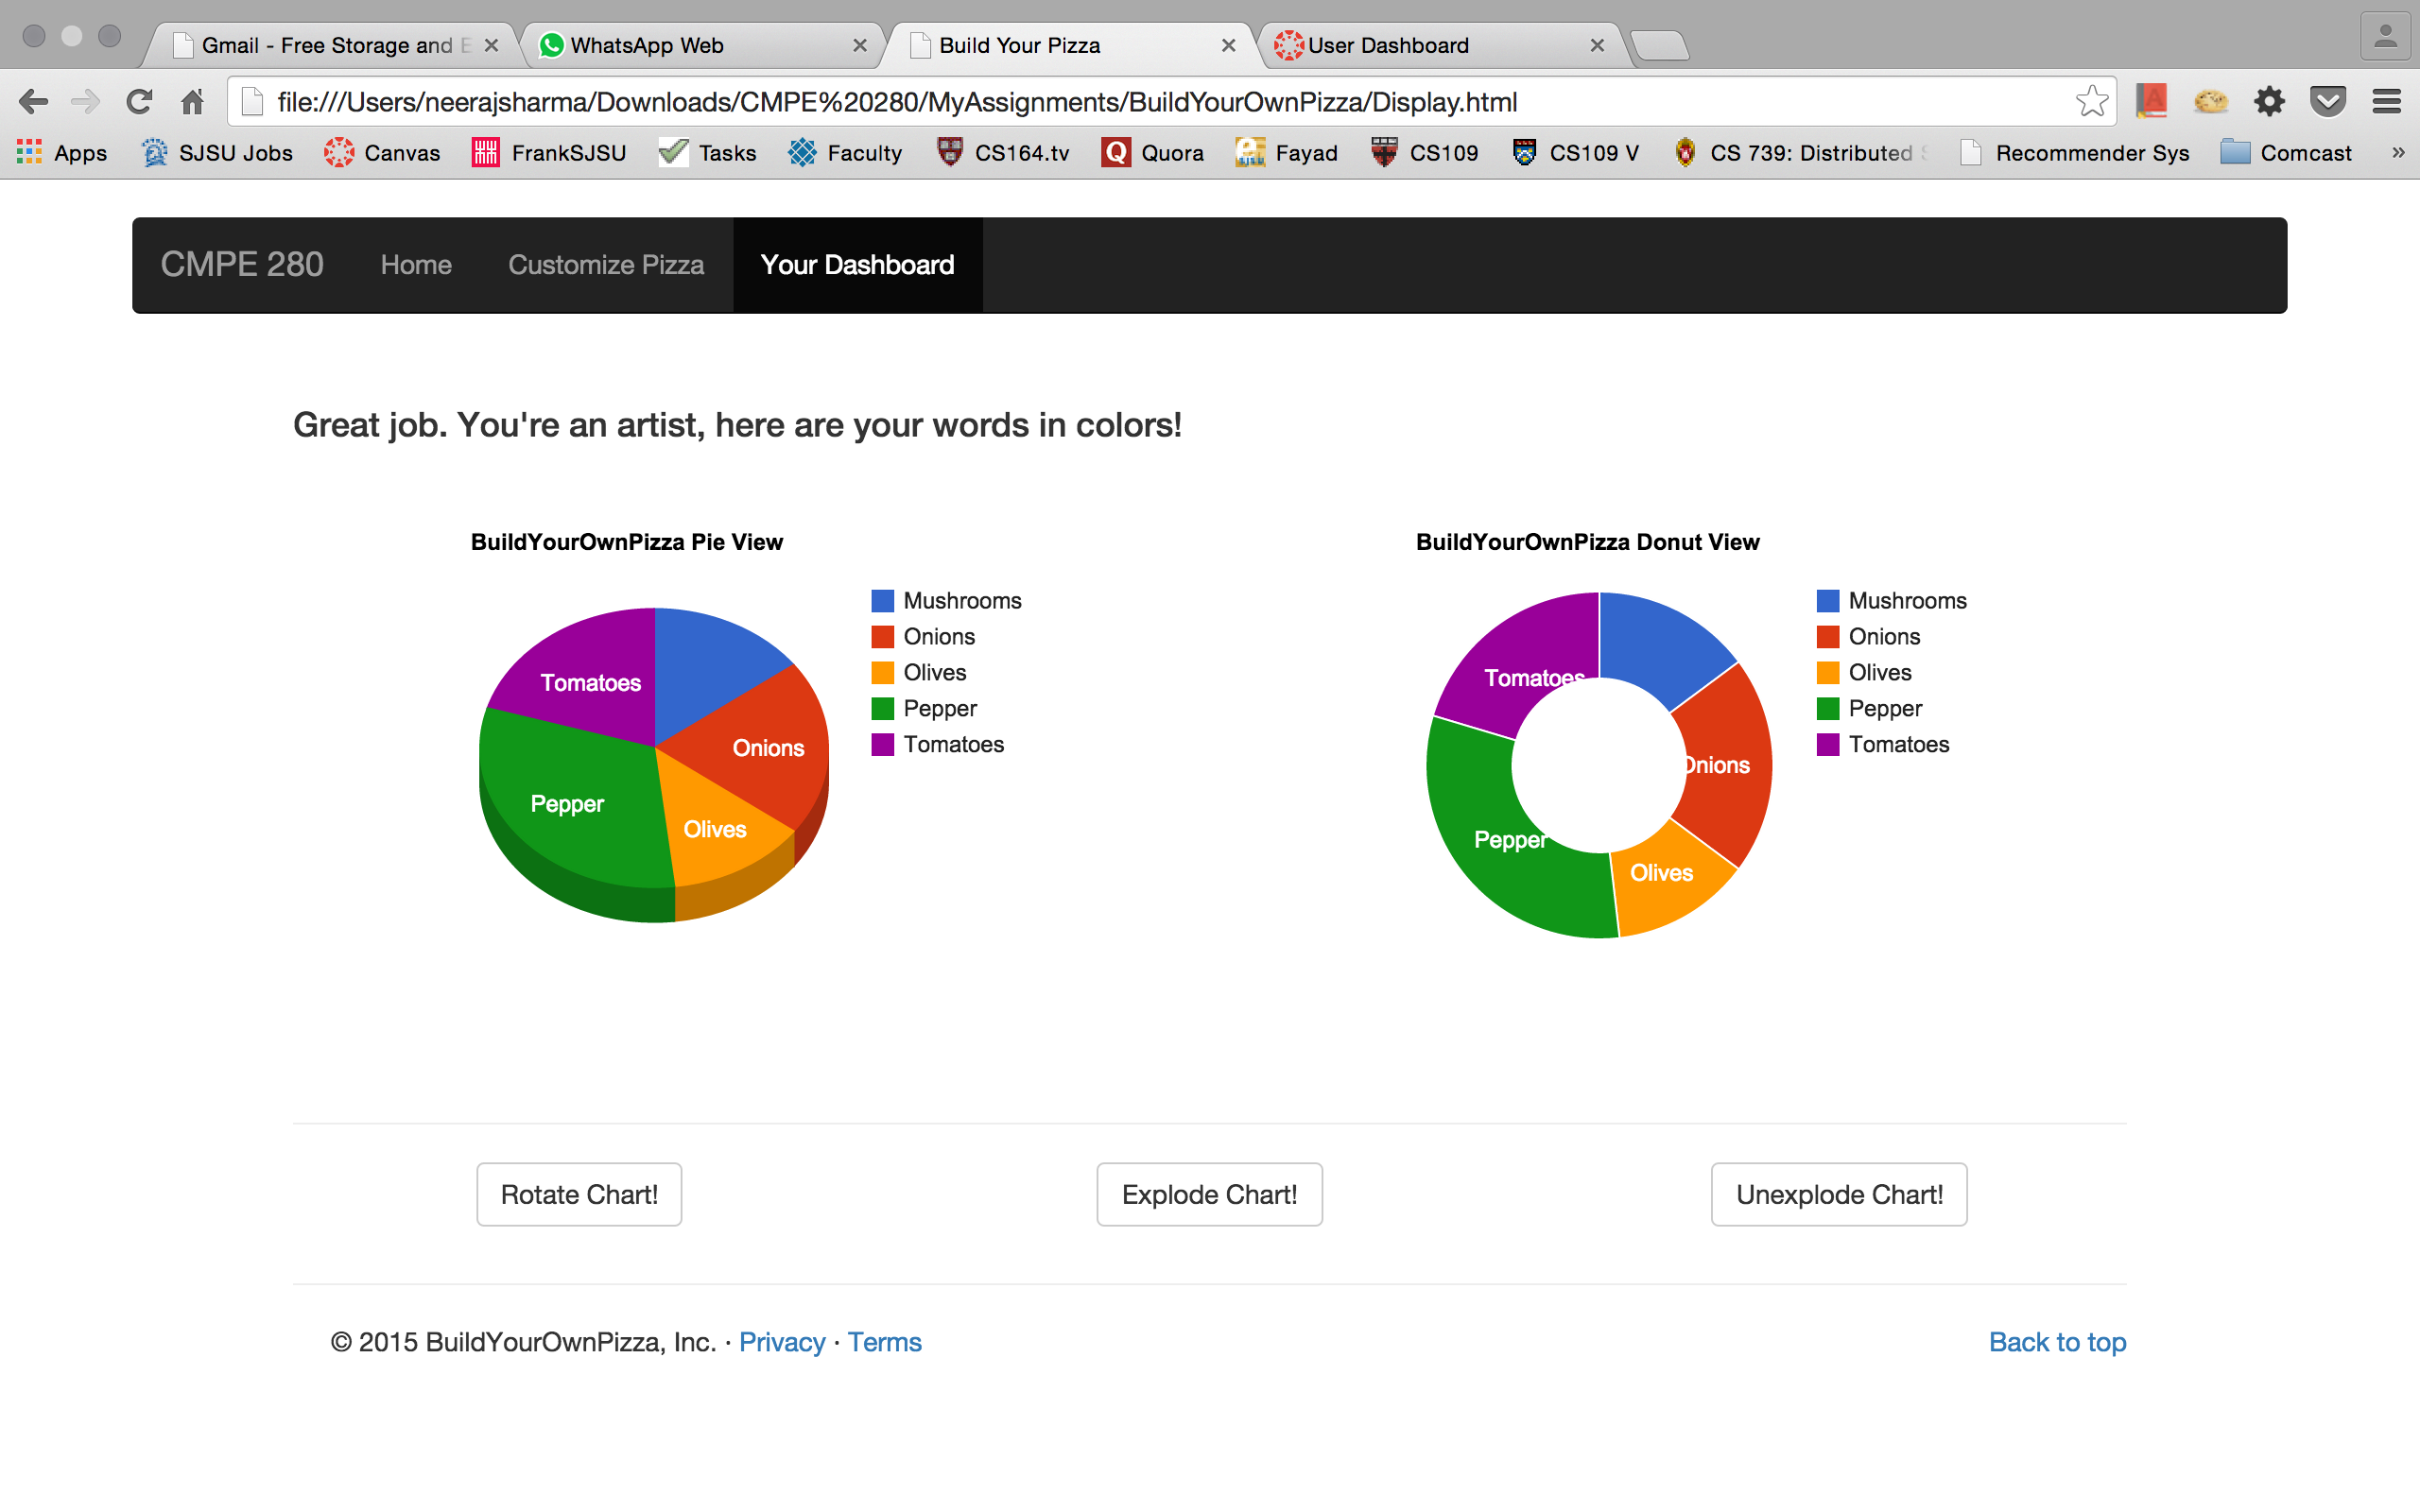 Gmail - Free Storage and E
WhatsApp Web
Build Your Pizza
User Dashboard
file:///Users/neerajsharma/Downloads/CMPE%20280/MyAssignments/BuildYourOwnPizza/Display.html
Apps SJSU Jobs Canvas FrankSJSU Tasks Faculty CS164.tv Quora Fayad CS109 CS109 V CS 739: Distributed S Recommender Sys Comcast »
CMPE 280 Home Customize Pizza Your Dashboard
Great job. You're an artist, here are your words in colors!
BuildYourOwnPizza Pie View
Mushrooms
Onions
Olives
Pepper
Tomatoes
Tomatoes
Onions
Pepper
Olives
BuildYourOwnPizza Donut View
Mushrooms
Onions
Olives
Pepper
Tomatoes
Tomatoes
Onions
Pepper
Olives
Rotate Chart! Explode Chart! Unexplode Chart!
© 2015 BuildYourOwnPizza, Inc. · Privacy · Terms
Back to top